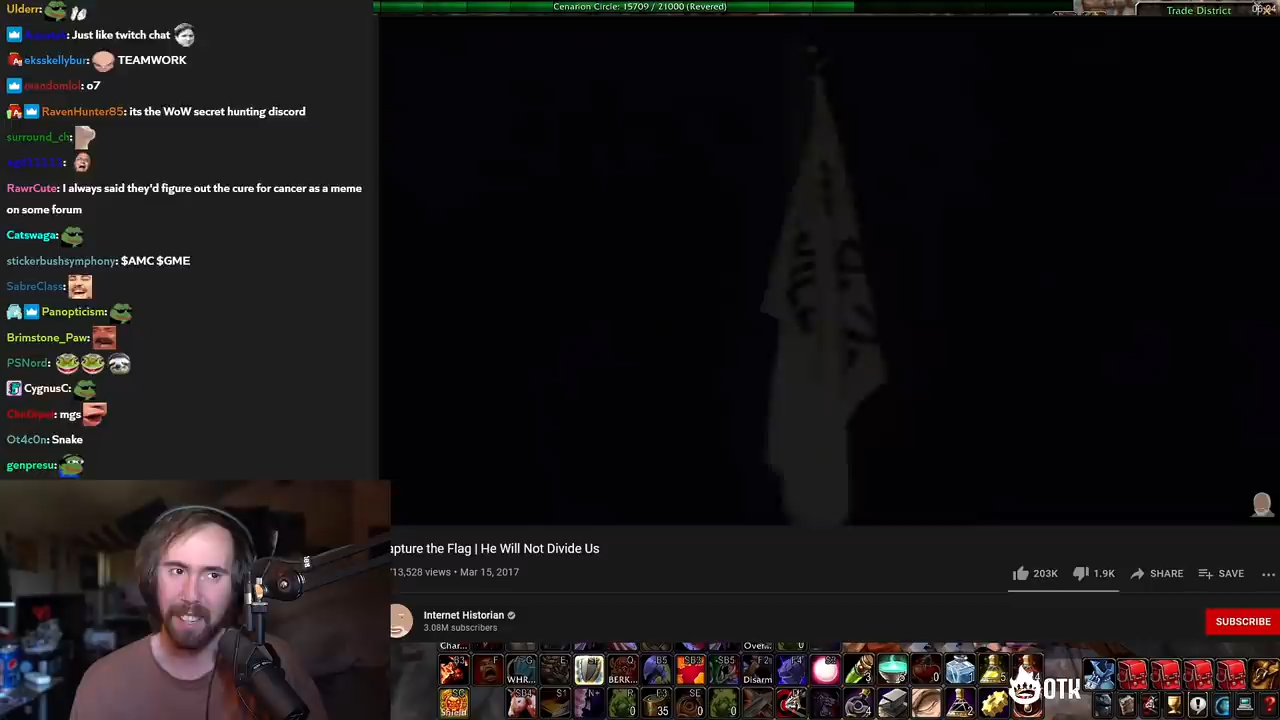 Ulderr:
Cenarion Circle: 15709 / 21000 (Revered)
Trade District
Just like twitch chat
eksskellybur: TEAMWORK
mandomlol: o7
RavenHunter85: its the WoW secret hunting discord
surround_ch:
RawrCute: I always said they'd figure out the cure for cancer as a meme
on some forum
Catswaga:
stickerbushsymphony: $AMC $GME
SabreClass:
Panopticism:
Brimstone_Paw:
PSNord:
CygnusC:
mgs
Ot4c0n: Snake
genpresu:
apture the Flag | He Will Not Divide Us
13,528 views • Mar 15, 2017
203K
1.9K
SHARE
SAVE
Internet Historian
3.08M subscribers
SUBSCRIBE
OTK